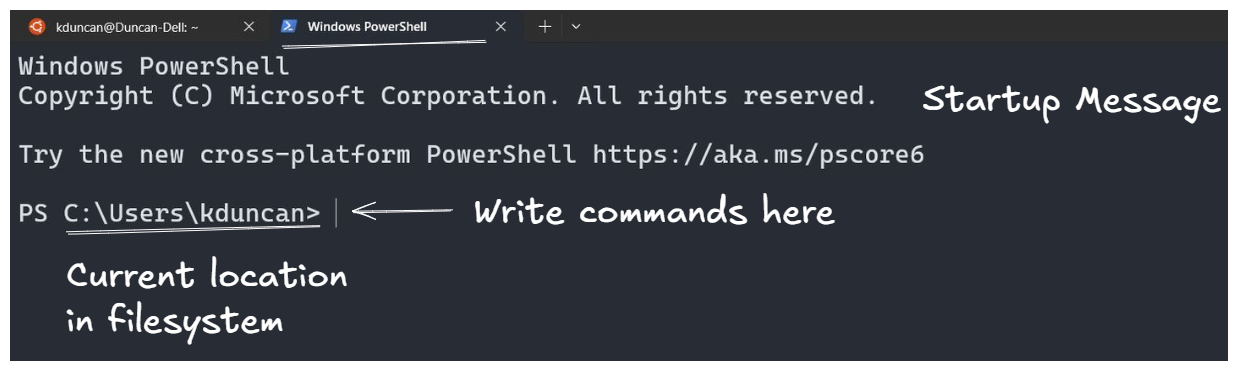 kduncan@Duncan-Dell: ~
Windows PowerShell
Windows PowerShell
Copyright (C) Microsoft Corporation. All rights reserved.
Startup Message
Try the new cross-platform PowerShell https://aka.ms/pscore6
PS C:\Users\kduncan>
Write commands here
Current location
in filesystem